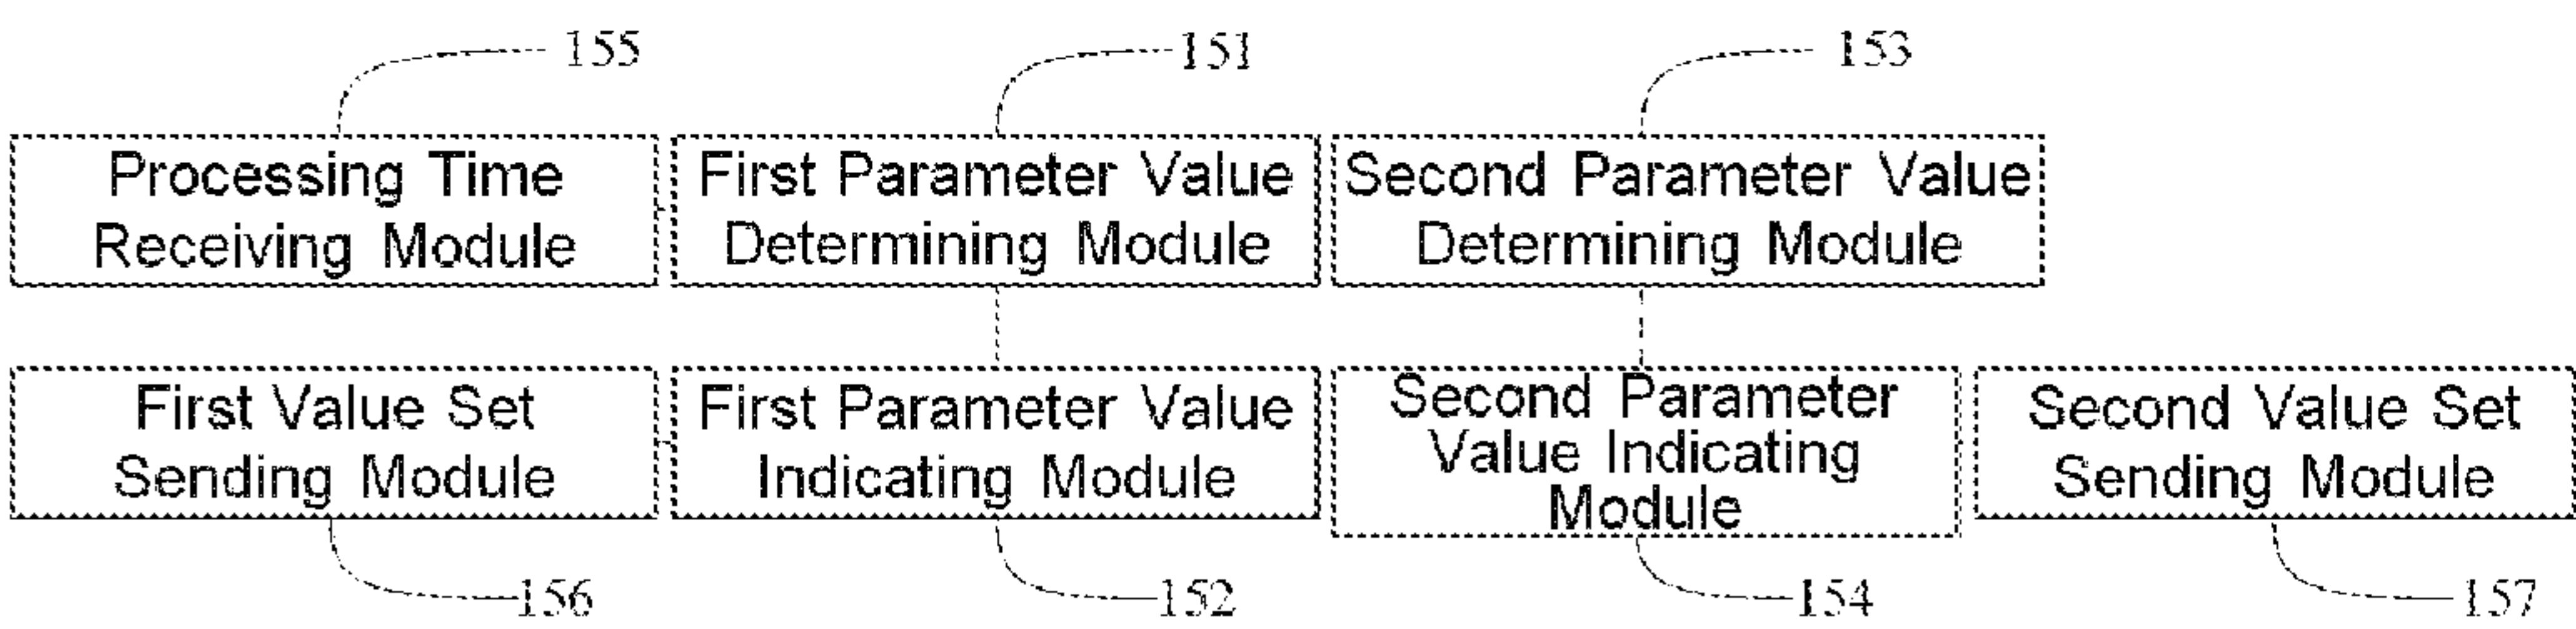 155
151
153
Processing Time
Receiving Module
First Parameter Value
Determining Module
Second Parameter Value
Determining Module
First Value Set
Sending Module
First Parameter Value
Indicating Module
Second Parameter
Value Indicating
Module
Second Value Set
Sending Module
156
152
154
157